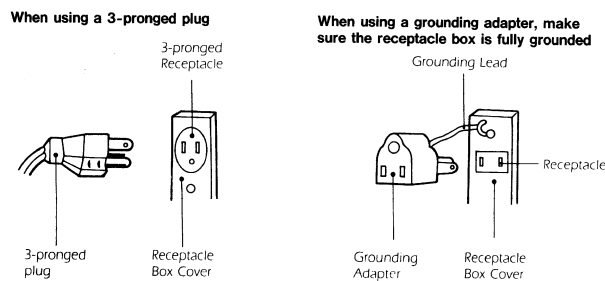 When using a 3-pronged plug
3-pronged
Receptacle
3-pronged
plug
Receptacle
Box Cover
When using a grounding adapter, make
sure the receptacle box is fully grounded
Grounding Lead
Receptacle
Grounding
Adapter
Receptacle
Box Cover